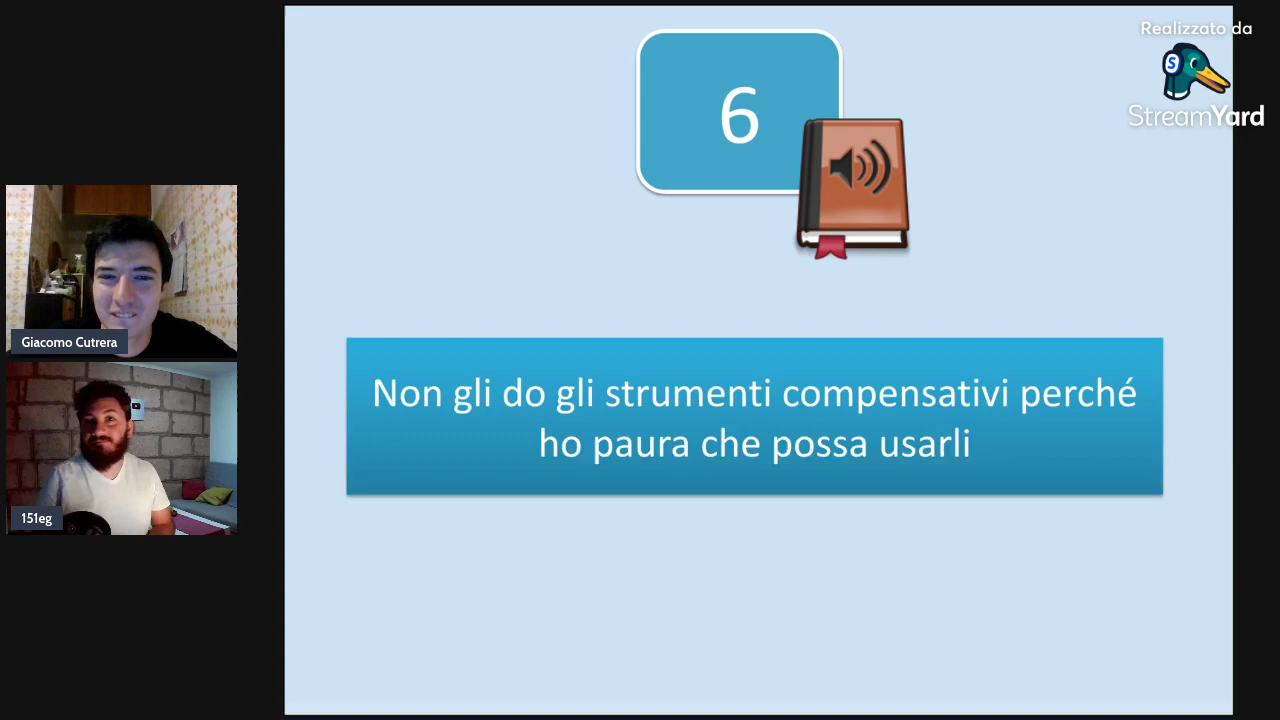 Realizzato da
StreamYard
6
Non gli do gli strumenti compensativi perché
ho paura che possa usarli
Giacomo Cutrera
151eg